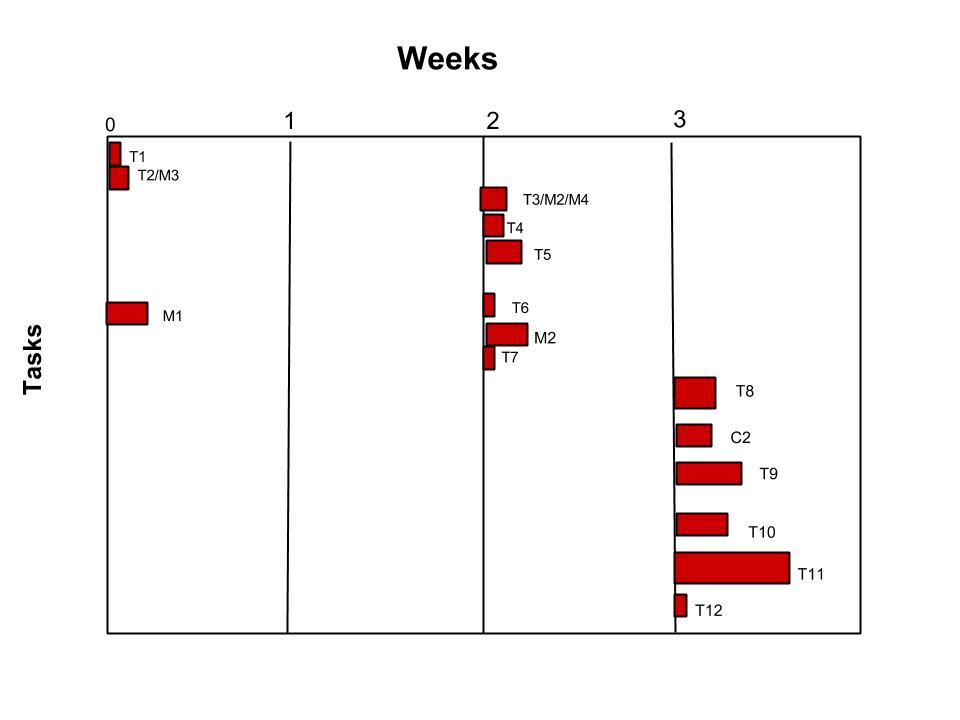 Weeks
0
1
2
3
T1
T2/M3
T3/M2/M4
T4
T5
T6
M1
M2
T7
Tasks
T8
C2
T9
T10
T11
T12